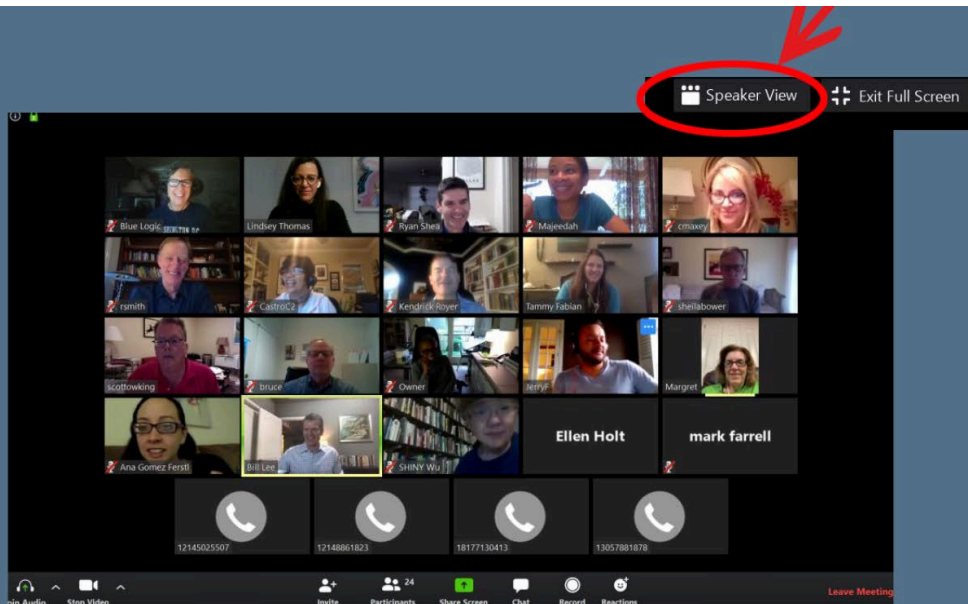 Speaker View
Exit Full Screen
Blue Logic
Lindsey Thomas
Ryan Shea
Majeedah
cmaxey
rsmith
CastroC2
Kendrick Royer
Tammy Fabian
sheilabower
scottowking
bruce
Owner
JerryF
Margret
Ana Gomez Ferstl
Bill Lee
SHINY Wu
Ellen Holt
mark farrell
12145025507
12148861823
18177130413
13057881878
24
Join Audio
Stop Video
Invite
Participants
Share Screen
Chat
Record
Reactions
Leave Meeting